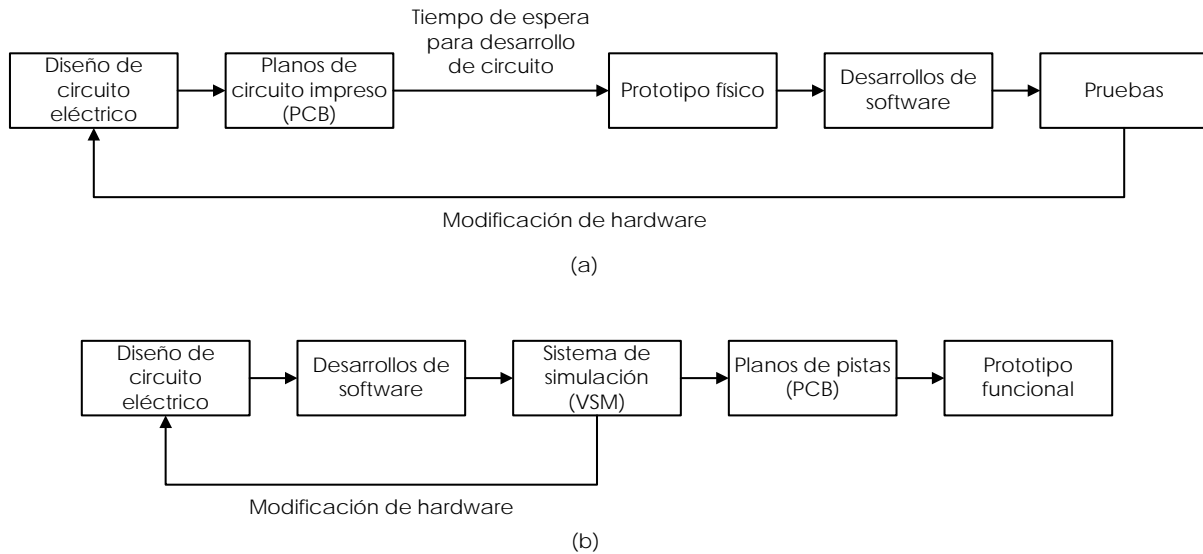 Tiempo de espera
para desarrollo
de circuito
Diseño de
circuito
eléctrico
Planos de
circuito impreso
(PCB)
Prototipo físico
Desarrollos de
software
Pruebas
Modificación de hardware
(a)
Diseño de
circuito
eléctrico
Desarrollos de
software
Sistema de
simulación
(VSM)
Planos de pistas
(PCB)
Prototipo
funcional
Modificación de hardware
(b)